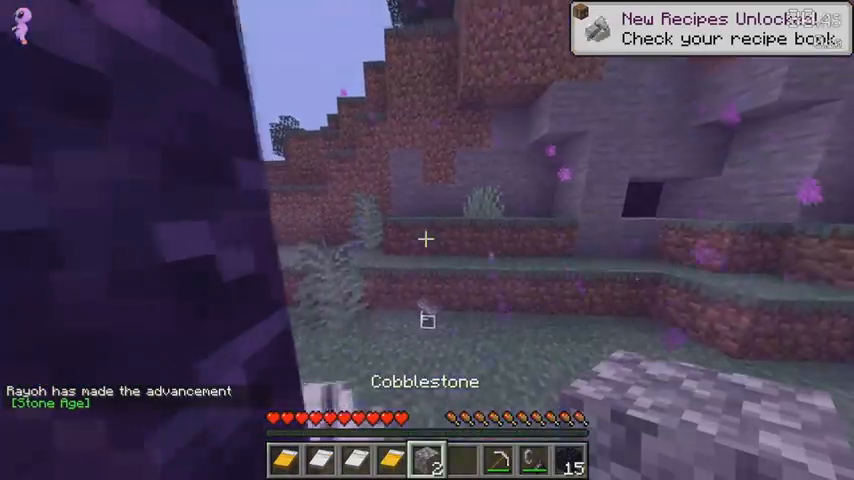 New Recipes Unlocked!
Check your recipe book
Cobblestone
Rayoh has made the advancement
[Stone Age]
2
15